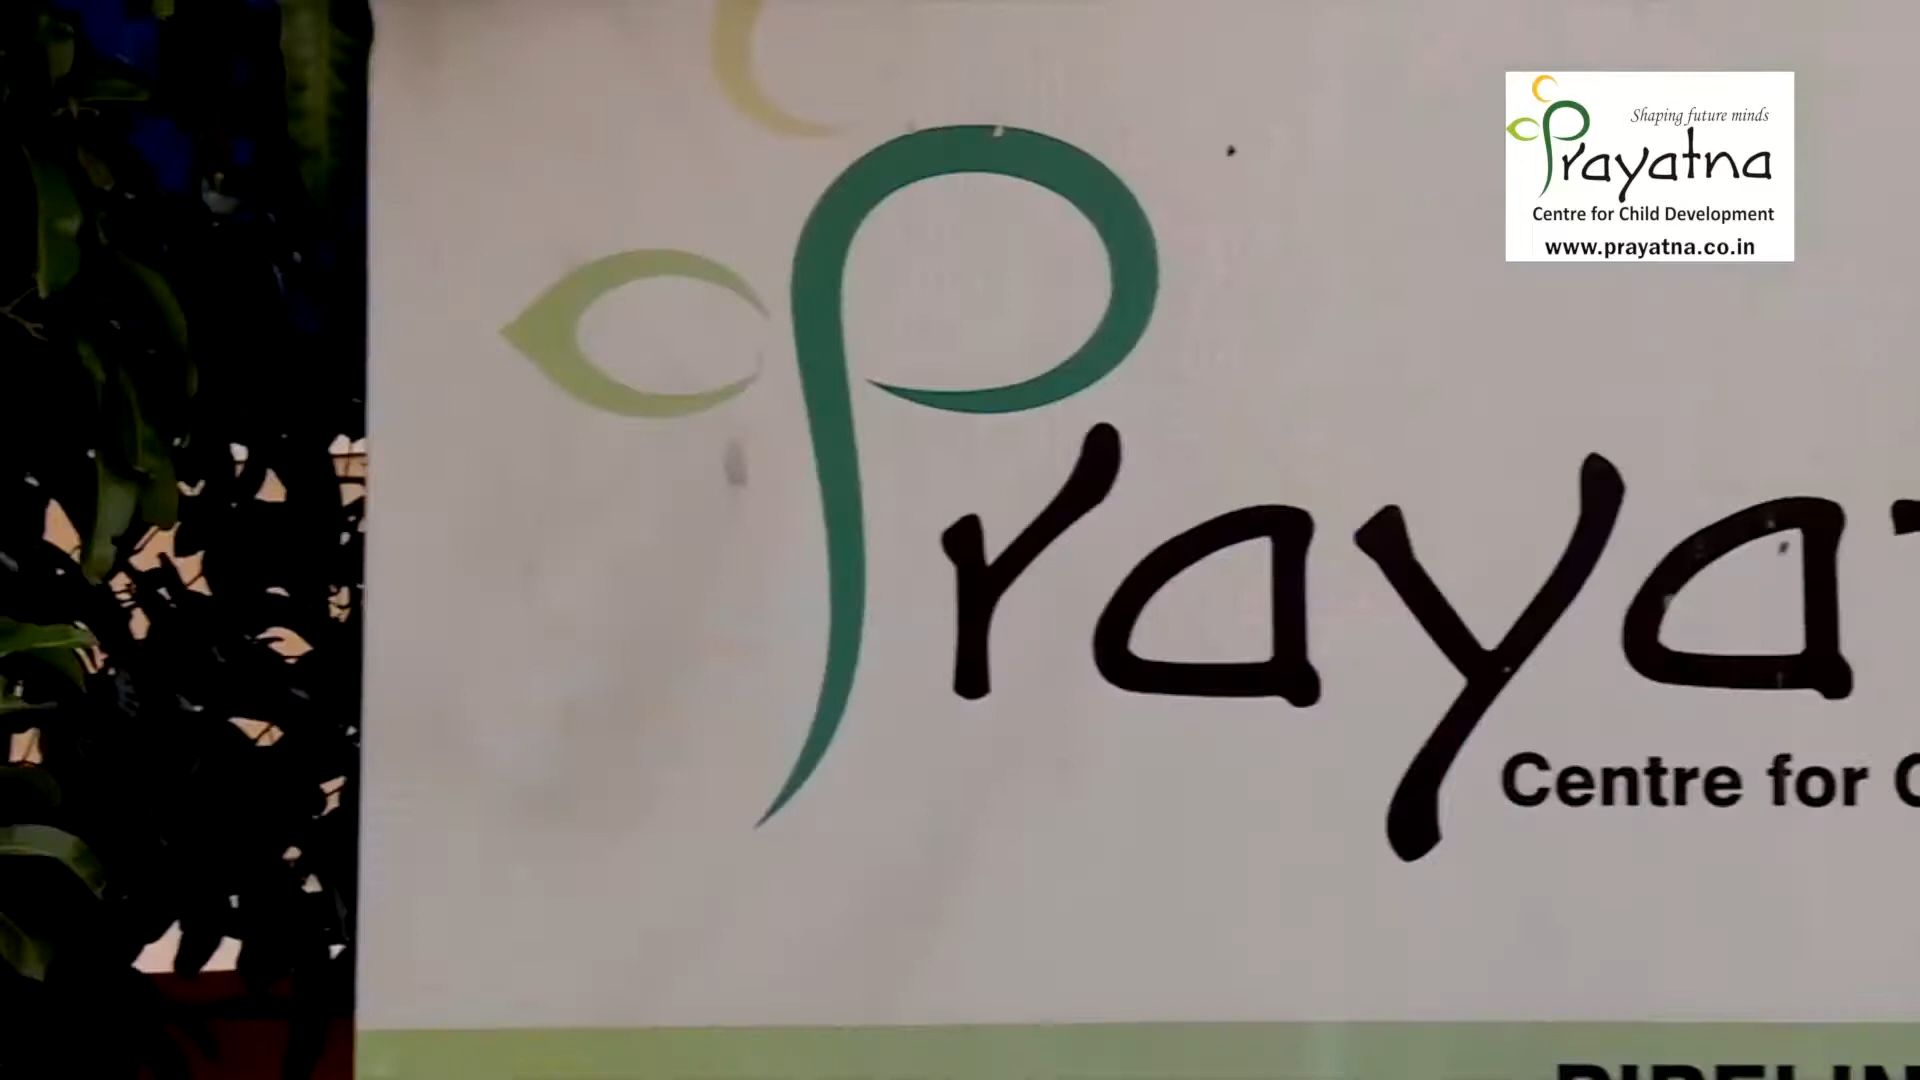 Shaping future minds
Prayatna
Centre for Child Development
www.prayatna.co.in
Praya
Centre for